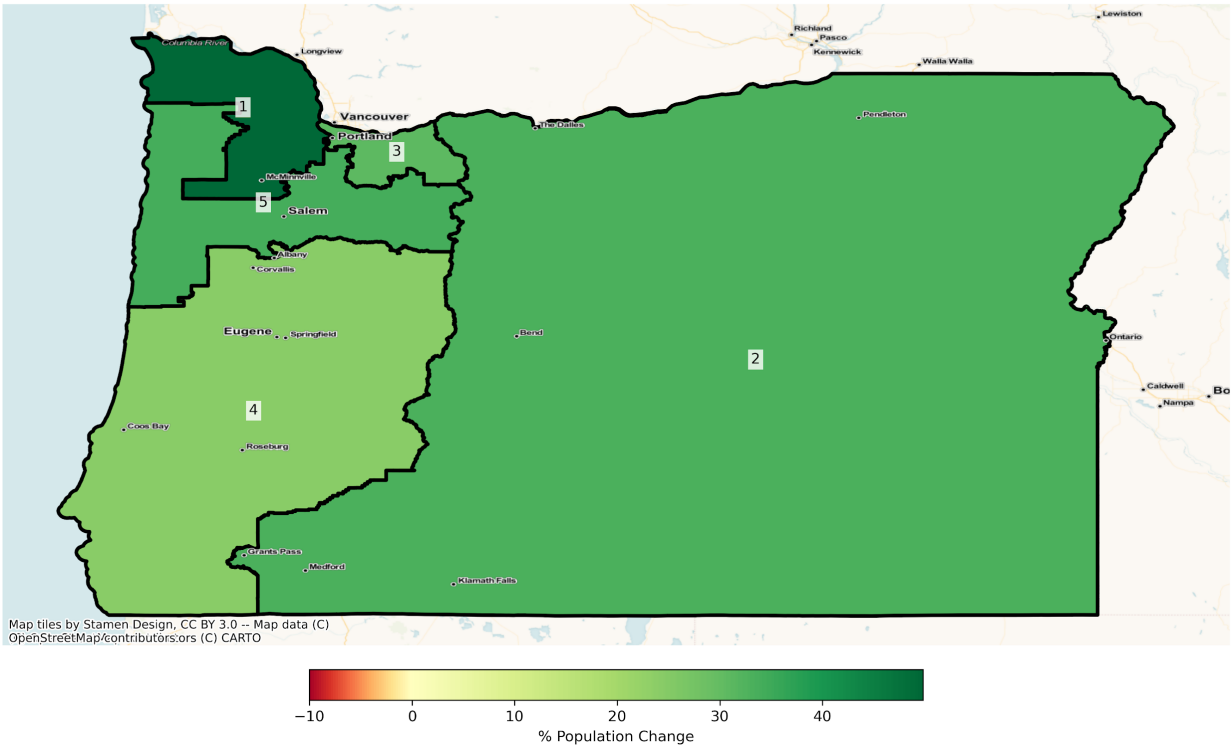 Lewiston
Richland
Pasco
Kennewick
Columbia River
Longview
Walla Walla
1
Vancouver
Portland
The Dalles
Pendleton
3
McMinnville
5
Salem
Albany
Corvallis
Eugene
Springfield
Bend
Ontario
2
Caldwell
Bo
Nampa
4
Coos Bay
Roseburg
Grants Pass
Medford
Klamath Falls
Map tiles by Stamen Design, CC BY 3.0 -- Map data (C)
OpenStreetMap contributors (C) CARTO
−10 0 10 20 30 40
% Population Change